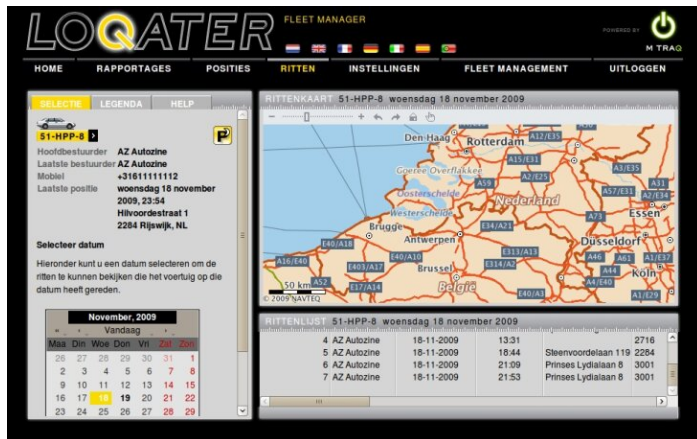 LOQATER
FLEET MANAGER
POWERED BY
M TRAQ
HOME RAPPORTAGES POSITIES RITTEN INSTELLINGEN FLEET MANAGEMENT UITLOGGEN
SELECTIE LEGENDA HELP
51-HPP-8
Hoofdbestuurder AZ Autozine
Laatste bestuurder AZ Autozine
Mobiel +31611111112
Laatste positie woensdag 18 november
2009, 23:54
Hilvoordestraat 1
2284 Rijswijk, NL
Selecteer datum
Hieronder kunt u een datum selecteren om de
ritten te kunnen bekijken die het voertuig op die
datum heeft gereden.
November, 2009
« ‹ Vandaag › »
Maa Din Woe Don Vri Zat Zon
26 27 28 29 30 31 1
2 3 4 5 6 7 8
9 10 11 12 13 14 15
16 17 18 19 20 21 22
23 24 25 26 27 28 29
RITTENKAART 51-HPP-8 woensdag 18 november 2009
Den Haag
Rotterdam
A12/E35
A15/E31
A3/E35
Goeree Overflakkee
A59
A2/E25
A31
A57/E31
A2/E34
Oosterschelde
Nederland
Westerschelde
A73
Essen
Brugge
E34/A21
Antwerpen
Düsseldorf
E40/A18
A16/E40
E403/A17
E40/A10
E313/A13
E314/A2
A46
A61
A1/E37
Brussel
A44
Köln
A4/E40
50 km
A52
E17/A14
België
E40/A3
A1/E29
© 2009 NAVTEQ
RITTENLIJST 51-HPP-8 woensdag 18 november 2009
4 AZ Autozine 18-11-2009 13:31 2716
5 AZ Autozine 18-11-2009 18:44 Steenvoordelaan 119 2284
6 AZ Autozine 18-11-2009 21:09 Prinses Lydialaan 8 3001
7 AZ Autozine 18-11-2009 21:53 Prinses Lydialaan 8 3001